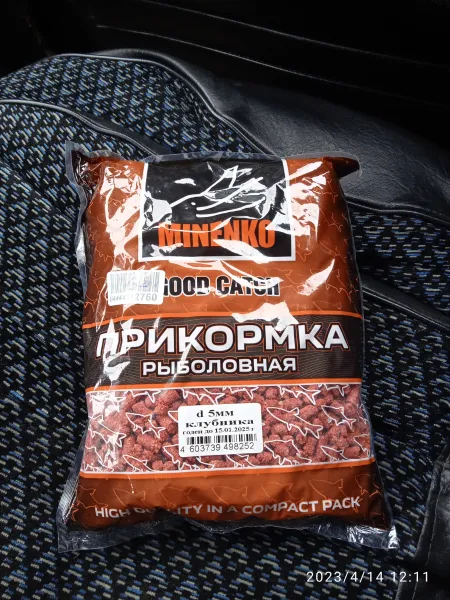 MINENKO
GOOD CATCH
2760
ПРИКОРМКА
РЫБОЛОВНАЯ
d 5мм
клубника
годен до 15.01.2025 г
4 603739 498252
HIGH QUALITY IN A COMPACT PACK
2023/4/14 12:11